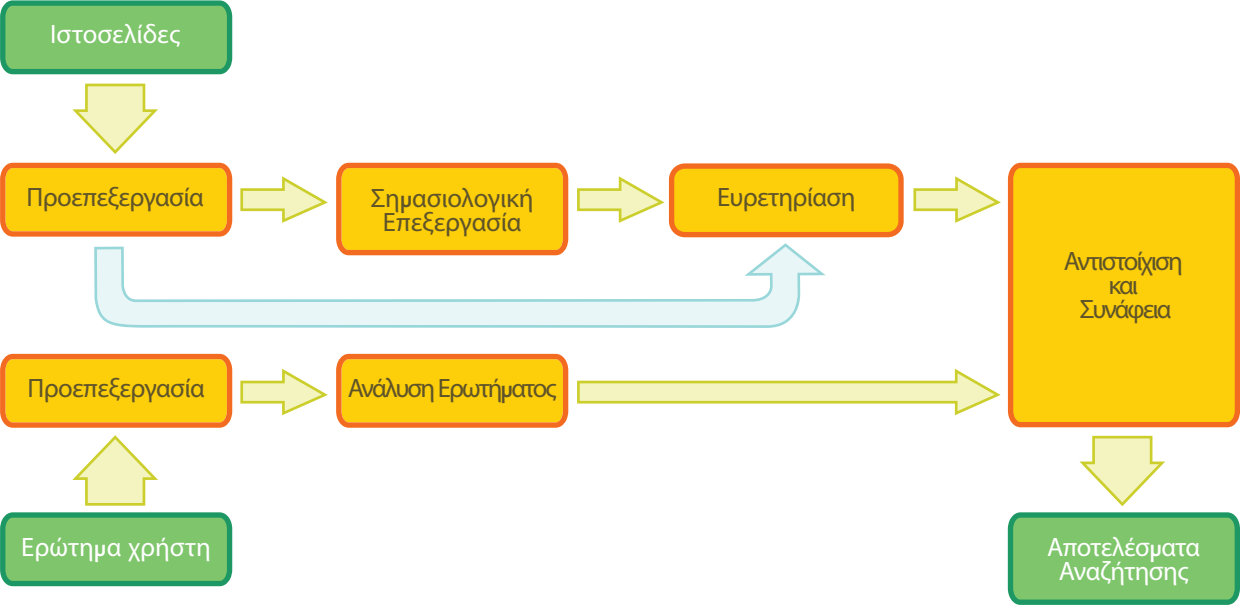 Ιστοσελίδες
Προεπεξεργασία
Σημασιολογική
Επεξεργασία
Ευρετηρίαση
Αντιστοίχιση
και
Συνάφεια
Προεπεξεργασία
Ανάλυση Ερωτήματος
Ερώτημα χρήστη
Αποτελέσματα
Αναζήτησης